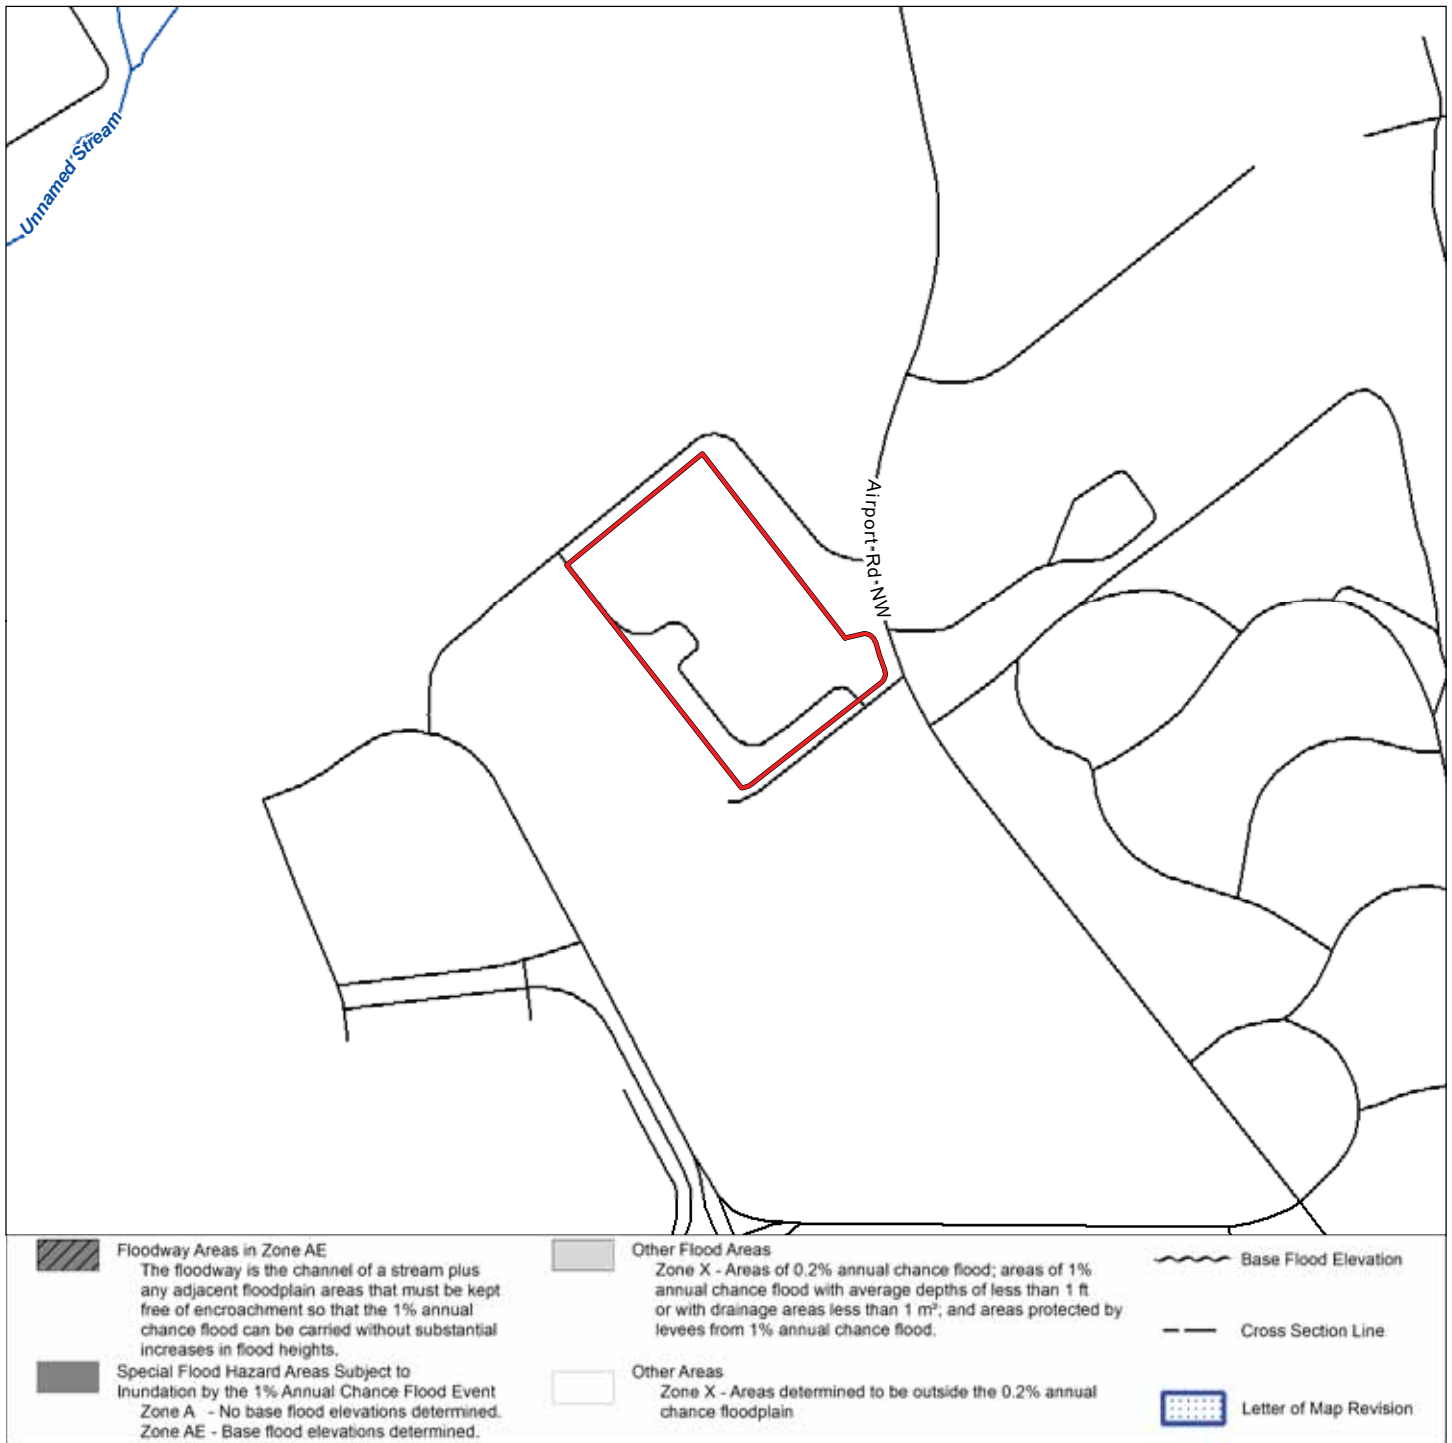 Unnamed Stream
Airport Rd NW
Floodway Areas in Zone AE
The floodway is the channel of a stream plus
any adjacent floodplain areas that must be kept
free of encroachment so that the 1% annual
chance flood can be carried without substantial
increases in flood heights.
Special Flood Hazard Areas Subject to
Inundation by the 1% Annual Chance Flood Event
Zone A - No base flood elevations determined.
Zone AE - Base flood elevations determined.
Other Flood Areas
Zone X - Areas of 0.2% annual chance flood; areas of 1%
annual chance flood with average depths of less than 1 ft
or with drainage areas less than 1 m²; and areas protected by
levees from 1% annual chance flood.
Other Areas
Zone X - Areas determined to be outside the 0.2% annual
chance floodplain
Base Flood Elevation
Cross Section Line
Letter of Map Revision